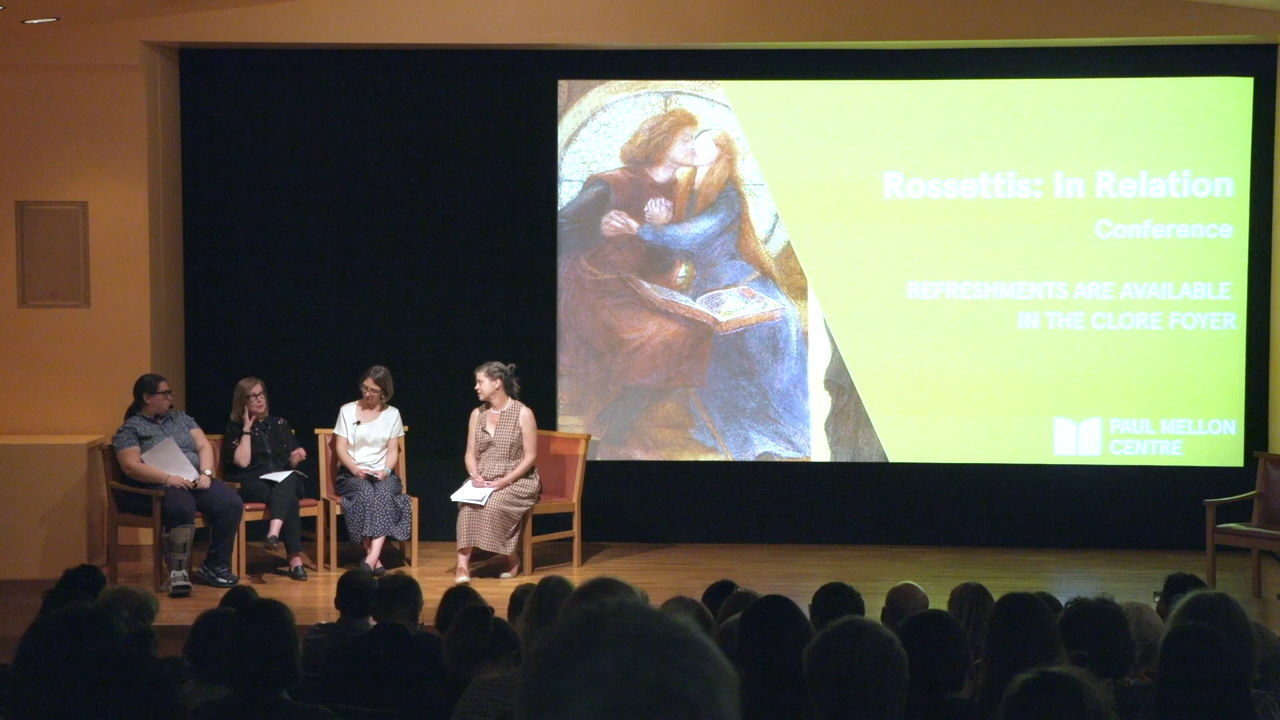 Rossettis: In Relation
Conference
REFRESHMENTS ARE AVAILABLE
IN THE CLORE FOYER
PAUL MELLON
CENTRE